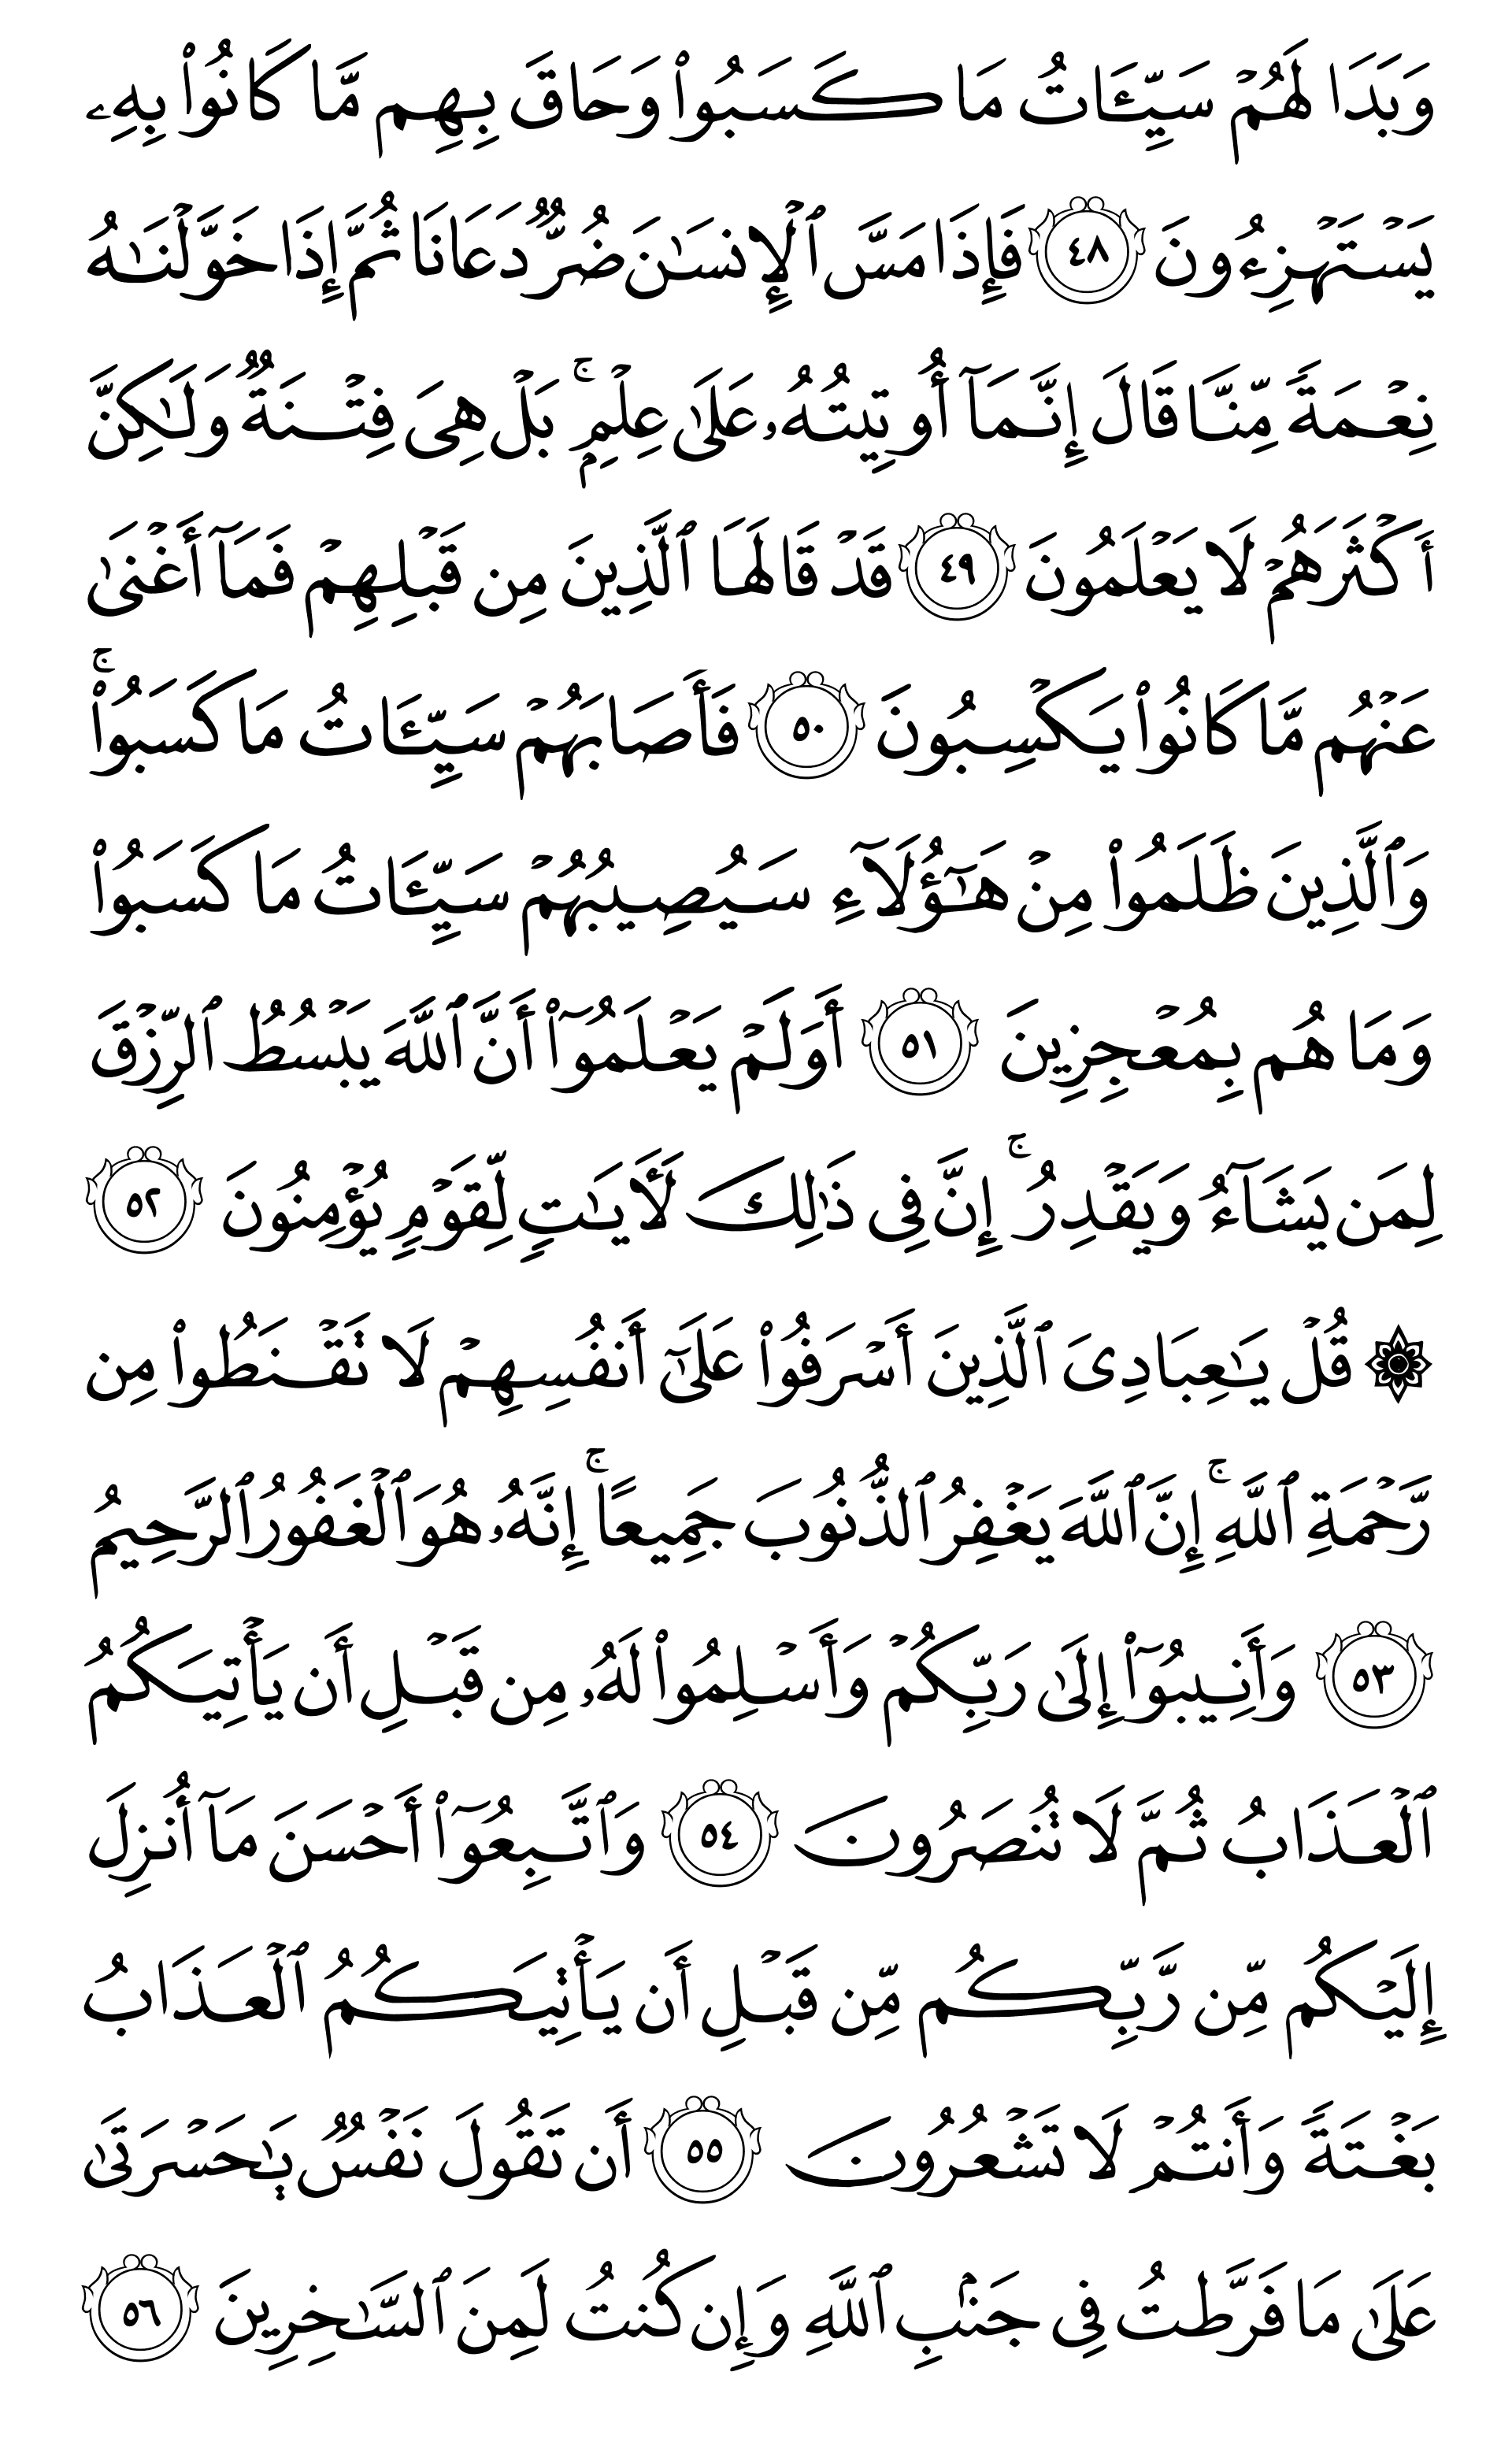 وَبَدَا لَهُمۡ سَيِّـَٔاتُ مَا كَسَبُواْ وَحَاقَ بِهِم مَّا كَانُواْ بِهِۦ
يَسۡتَهۡزِءُونَ ٤٨ فَإِذَا مَسَّ ٱلۡإِنسَٰنَ ضُرّٞ دَعَانَا ثُمَّ إِذَا خَوَّلۡنَٰهُ
نِعۡمَةٗ مِّنَّا قَالَ إِنَّمَآ أُوتِيتُهُۥ عَلَىٰ عِلۡمِۭۚ بَلۡ هِيَ فِتۡنَةٞ وَلَٰكِنَّ
أَكۡثَرَهُمۡ لَا يَعۡلَمُونَ ٤٩ قَدۡ قَالَهَا ٱلَّذِينَ مِن قَبۡلِهِمۡ فَمَآ أَغۡنَىٰ
عَنۡهُم مَّا كَانُواْ يَكۡسِبُونَ ٥٠ فَأَصَابَهُمۡ سَيِّـَٔاتُ مَا كَسَبُواْۚ
وَٱلَّذِينَ ظَلَمُواْ مِنۡ هَٰٓؤُلَآءِ سَيُصِيبُهُمۡ سَيِّـَٔاتُ مَا كَسَبُواْ
وَمَا هُم بِمُعۡجِزِينَ ٥١ أَوَلَمۡ يَعۡلَمُوٓاْ أَنَّ ٱللَّهَ يَبۡسُطُ ٱلرِّزۡقَ
لِمَن يَشَآءُ وَيَقۡدِرُۚ إِنَّ فِي ذَٰلِكَ لَأٓيَٰتٖ لِّقَوۡمٖ يُؤۡمِنُونَ ٥٢
۞ قُلۡ يَٰعِبَادِيَ ٱلَّذِينَ أَسۡرَفُواْ عَلَىٰٓ أَنفُسِهِمۡ لَا تَقۡنَطُواْ مِن
رَّحۡمَةِ ٱللَّهِۚ إِنَّ ٱللَّهَ يَغۡفِرُ ٱلذُّنُوبَ جَمِيعًاۚ إِنَّهُۥ هُوَ ٱلۡغَفُورُ ٱلرَّحِيمُ
٥٣ وَأَنِيبُوٓاْ إِلَىٰ رَبِّكُمۡ وَأَسۡلِمُواْ لَهُۥ مِن قَبۡلِ أَن يَأۡتِيَكُمُ
ٱلۡعَذَابُ ثُمَّ لَا تُنصَرُونَ ٥٤ وَٱتَّبِعُوٓاْ أَحۡسَنَ مَآ أُنزِلَ
إِلَيۡكُم مِّن رَّبِّكُم مِّن قَبۡلِ أَن يَأۡتِيَكُمُ ٱلۡعَذَابُ
بَغۡتَةٗ وَأَنتُمۡ لَا تَشۡعُرُونَ ٥٥ أَن تَقُولَ نَفۡسٞ يَٰحَسۡرَتَىٰ
عَلَىٰ مَا فَرَّطتُ فِي جَنۢبِ ٱللَّهِ وَإِن كُنتُ لَمِنَ ٱلسَّٰخِرِينَ ٥٦